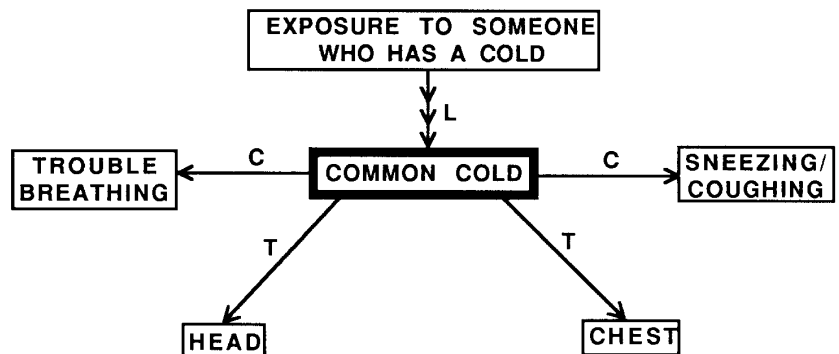 EXPOSURE TO SOMEONE
WHO HAS A COLD
L
TROUBLE
BREATHING
C
COMMON COLD
C
SNEEZING/
COUGHING
T
T
HEAD
CHEST